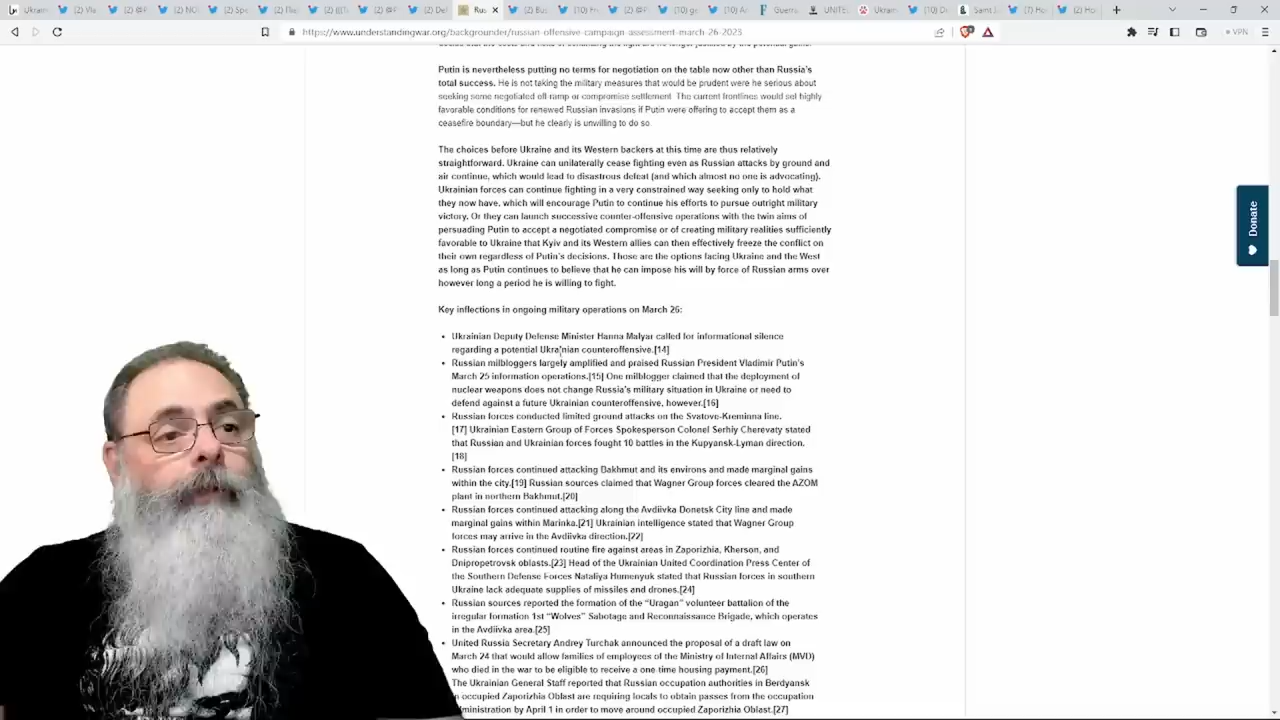 https://www.understandingwar.org/backgrounder/russian-offensive-campaign-assessment-march-26-2023
VPN
Putin is nevertheless putting no terms for negotiation on the table now other than Russia's
total success. He is not taking the military measures that would be prudent were he serious about
seeking some negotiated off-ramp or compromise settlement. The current frontlines would set highly
favorable conditions for renewed Russian invasions if Putin were offering to accept them as a
ceasefire boundary—but he clearly is unwilling to do so.
The choices before Ukraine and its Western backers at this time are thus relatively
straightforward. Ukraine can unilaterally cease fighting even as Russian attacks by ground and
air continue, which would lead to disastrous defeat (and which almost no one is advocating).
Ukrainian forces can continue fighting in a very constrained way seeking only to hold what
they now have, which will encourage Putin to continue his efforts to pursue outright military
victory. Or they can launch successive counter-offensive operations with the twin aims of
persuading Putin to accept a negotiated compromise or of creating military realities sufficiently
favorable to Ukraine that Kyiv and its Western allies can then effectively freeze the conflict on
their own regardless of Putin's decisions. Those are the options facing Ukraine and the West
as long as Putin continues to believe that he can impose his will by force of Russian arms over
however long a period he is willing to fight.
Donate
Key inflections in ongoing military operations on March 26:
• Ukrainian Deputy Defense Minister Hanna Malyar called for informational silence
regarding a potential Ukrainian counteroffensive.[14]
• Russian milbloggers largely amplified and praised Russian President Vladimir Putin's
March 25 information operations.[15] One milblogger claimed that the deployment of
nuclear weapons does not change Russia's military situation in Ukraine or need to
defend against a future Ukrainian counteroffensive, however.[16]
• Russian forces conducted limited ground attacks on the Svatove-Kreminna line.
[17] Ukrainian Eastern Group of Forces Spokesperson Colonel Serhiy Cherevaty stated
that Russian and Ukrainian forces fought 10 battles in the Kupyansk-Lyman direction.
[18]
• Russian forces continued attacking Bakhmut and its environs and made marginal gains
within the city.[19] Russian sources claimed that Wagner Group forces cleared the AZOM
plant in northern Bakhmut.[20]
• Russian forces continued attacking along the Avdiivka Donetsk City line and made
marginal gains within Marinka.[21] Ukrainian intelligence stated that Wagner Group
forces may arrive in the Avdiivka direction.[22]
• Russian forces continued routine fire against areas in Zaporizhia, Kherson, and
Dnipropetrovsk oblasts.[23] Head of the Ukrainian United Coordination Press Center of
the Southern Defense Forces Nataliya Humenyuk stated that Russian forces in southern
Ukraine lack adequate supplies of missiles and drones.[24]
• Russian sources reported the formation of the "Uragan" volunteer battalion of the
irregular formation 1st "Wolves" Sabotage and Reconnaissance Brigade, which operates
in the Avdiivka area.[25]
• United Russia Secretary Andrey Turchak announced the proposal of a draft law on
March 24 that would allow families of employees of the Ministry of Internal Affairs (MVD)
who died in the war to be eligible to receive a one time housing payment.[26]
The Ukrainian General Staff reported that Russian occupation authorities in Berdyansk
n occupied Zaporizhia Oblast are requiring locals to obtain passes from the occupation
dministration by April 1 in order to move around occupied Zaporizhia Oblast.[27]